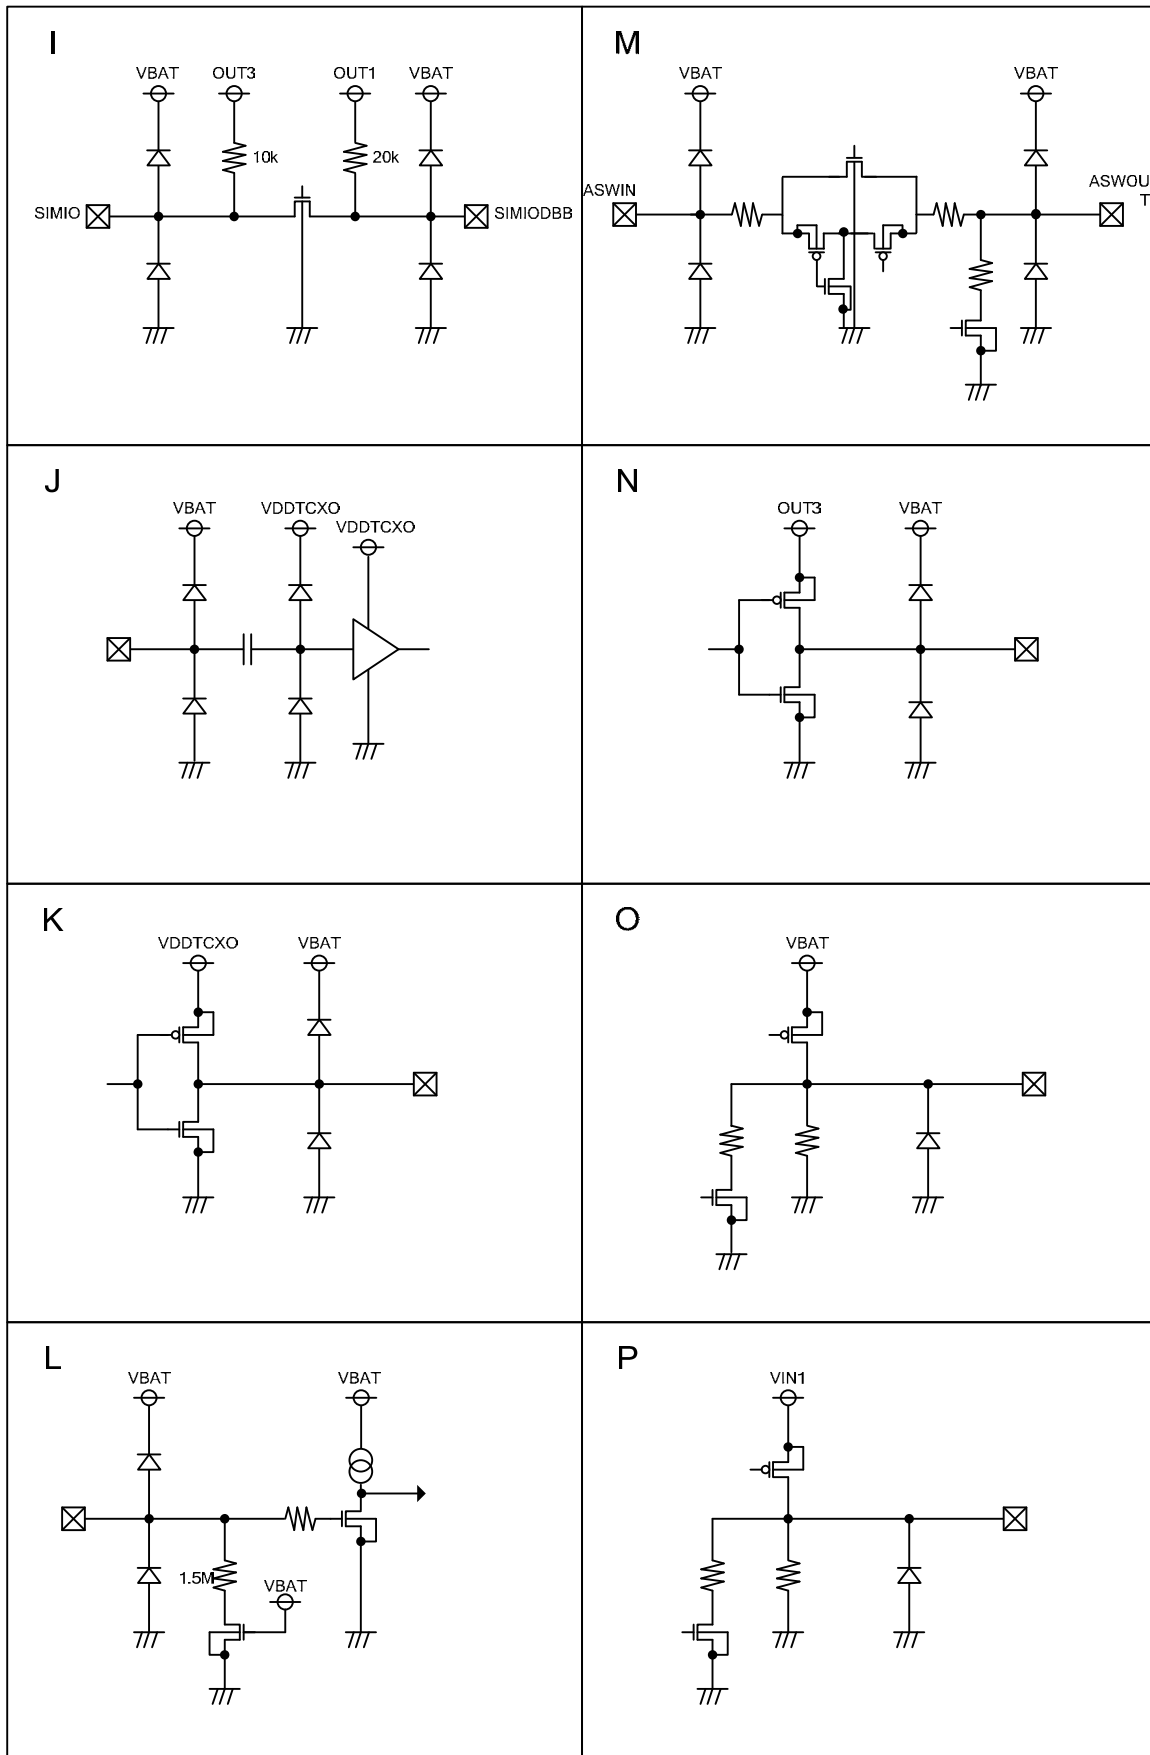 I
VBAT OUT3 OUT1 VBAT
10k 20k
SIMIO SIMIODBB
M
VBAT VBAT
ASWIN ASWOU
T
J
VBAT VDDTCXO
VDDTCXO
N
OUT3 VBAT
K
VDDTCXO VBAT
O
VBAT
L
VBAT VBAT
1.5M
VBAT
P
VIN1